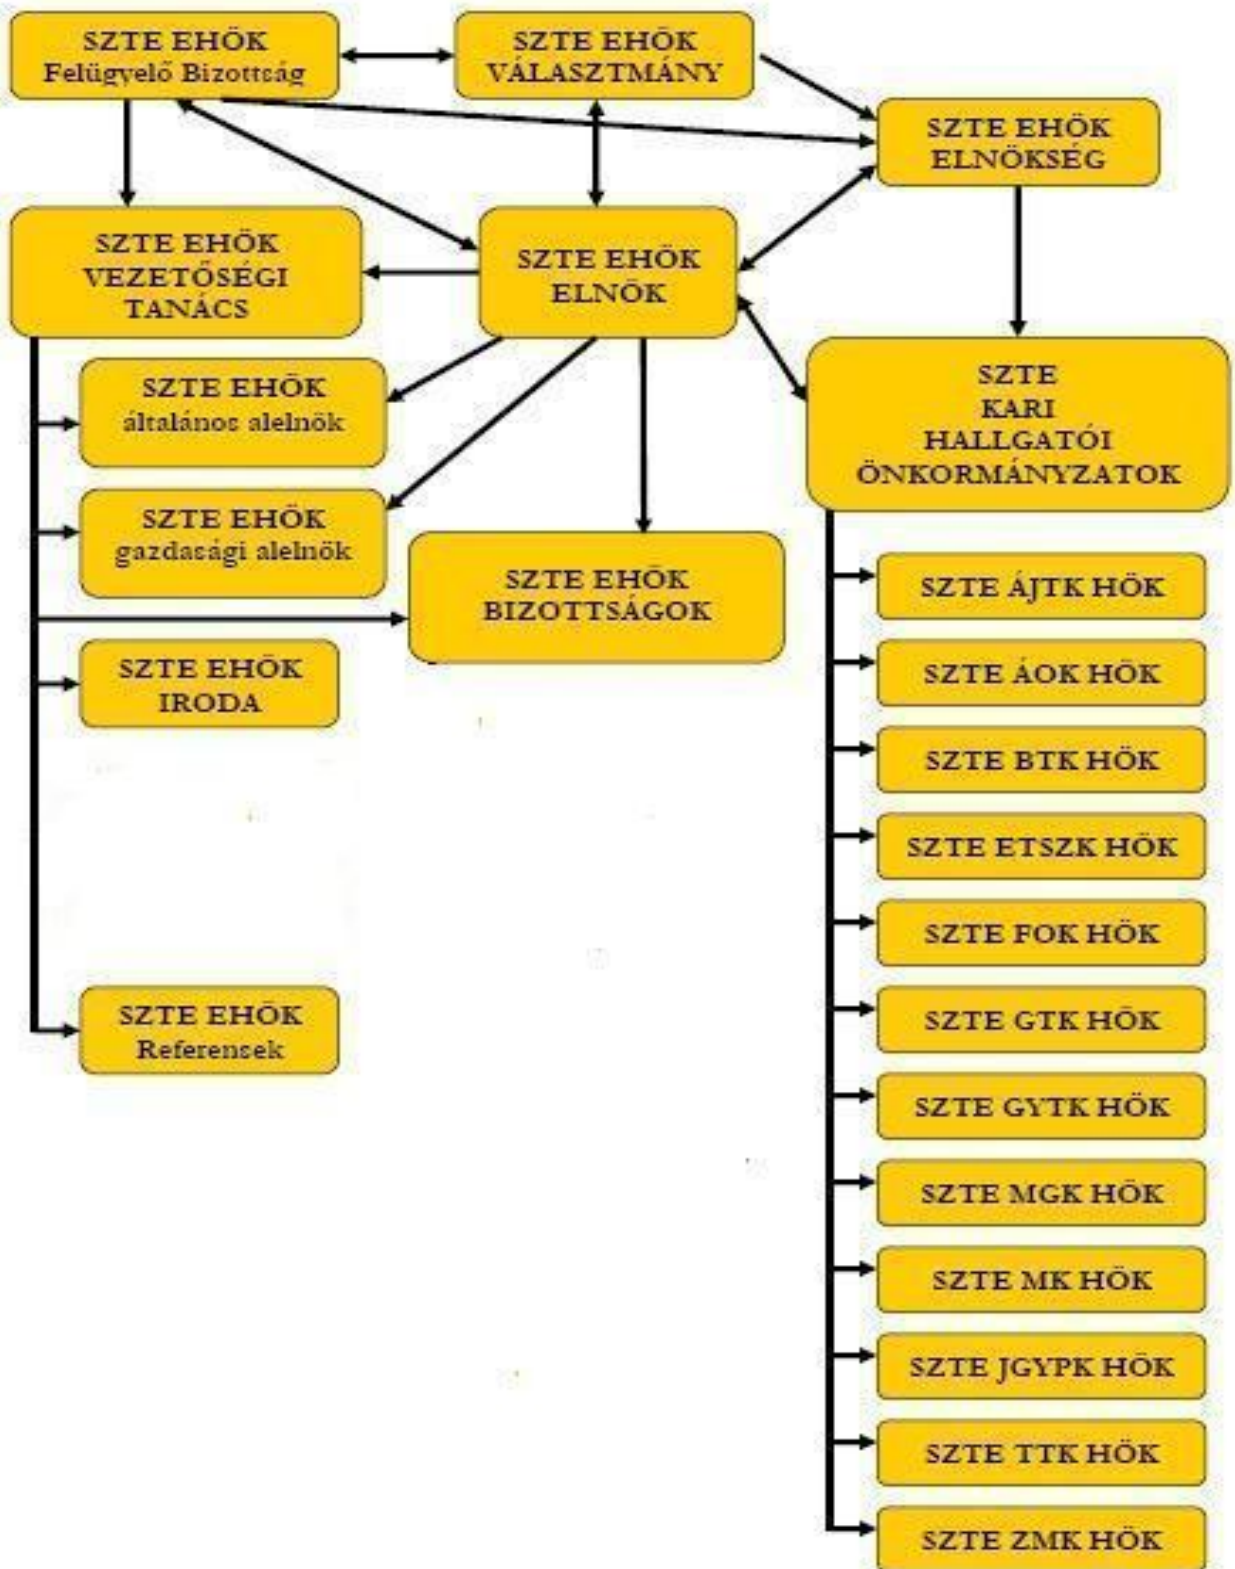 SZTE EHÖK
Felügyelő Bizottság
SZTE EHÖK
VÁLASZTMÁNY
SZTE EHÖK
ELNÖKSÉG
SZTE EHÖK
VEZETŐSÉGI
TANÁCS
SZTE EHÖK
ELNÖK
SZTE
KARI
HALLGATÓI
ÖNKORMÁNYZATOK
SZTE EHÖK
általános alelnök
SZTE EHÖK
gazdasági alelnök
SZTE EHÖK
BIZOTTSÁGOK
SZTE EHÖK
IRODA
SZTE EHÖK
Referensek
SZTE ÁJTK HÖK
SZTE ÁOK HÖK
SZTE BTK HÖK
SZTE ETSZK HÖK
SZTE FOK HÖK
SZTE GTK HÖK
SZTE GYTK HÖK
SZTE MGK HÖK
SZTE MK HÖK
SZTE JGYPK HÖK
SZTE TTK HÖK
SZTE ZMK HÖK